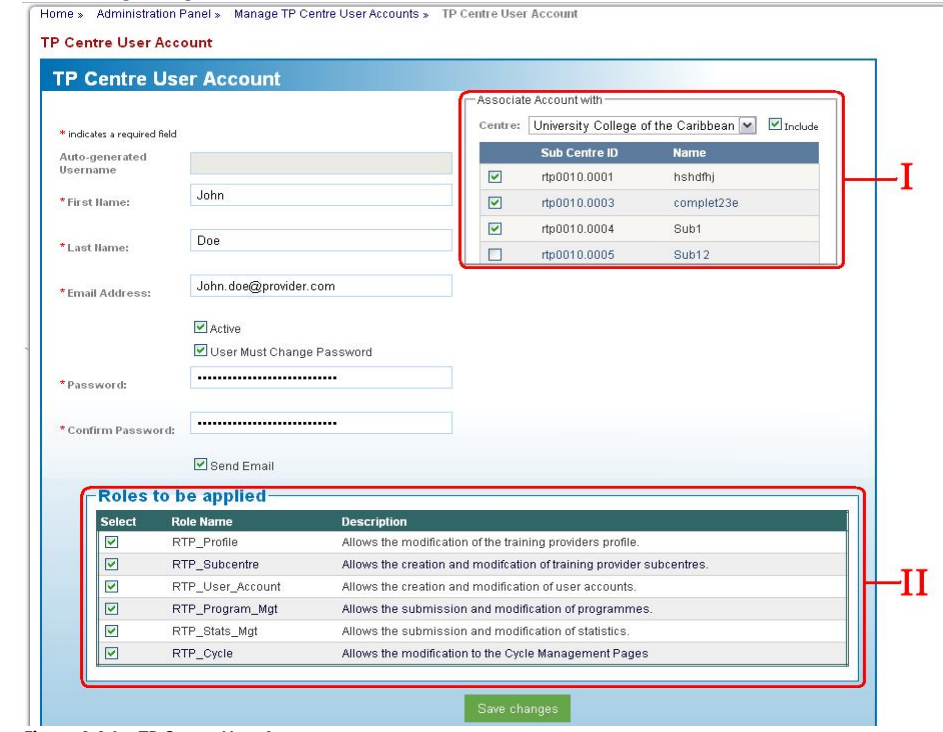 Home » Administration Panel » Manage TP Centre User Accounts » TP Centre User Account
TP Centre User Account
TP Centre User Account
Associate Account with
* indicates a required field
Centre: University College of the Caribbean Include
Sub Centre ID Name
rtp0010.0001 hshdfhj
rtp0010.0003 complet23e
rtp0010.0004 Sub1
rtp0010.0005 Sub12
I
Auto-generated
Username
* First Name: John
* Last Name: Doe
* Email Address: John.doe@provider.com
Active
User Must Change Password
* Password:
* Confirm Password:
Send Email
Roles to be applied
Select Role Name Description
RTP_Profile Allows the modification of the training providers profile.
RTP_Subcentre Allows the creation and modifcation of training provider subcentres.
RTP_User_Account Allows the creation and modification of user accounts.
RTP_Program_Mgt Allows the submission and modification of programmes.
RTP_Stats_Mgt Allows the submission and modification of statistics.
RTP_Cycle Allows the modification to the Cycle Management Pages
II
Save changes